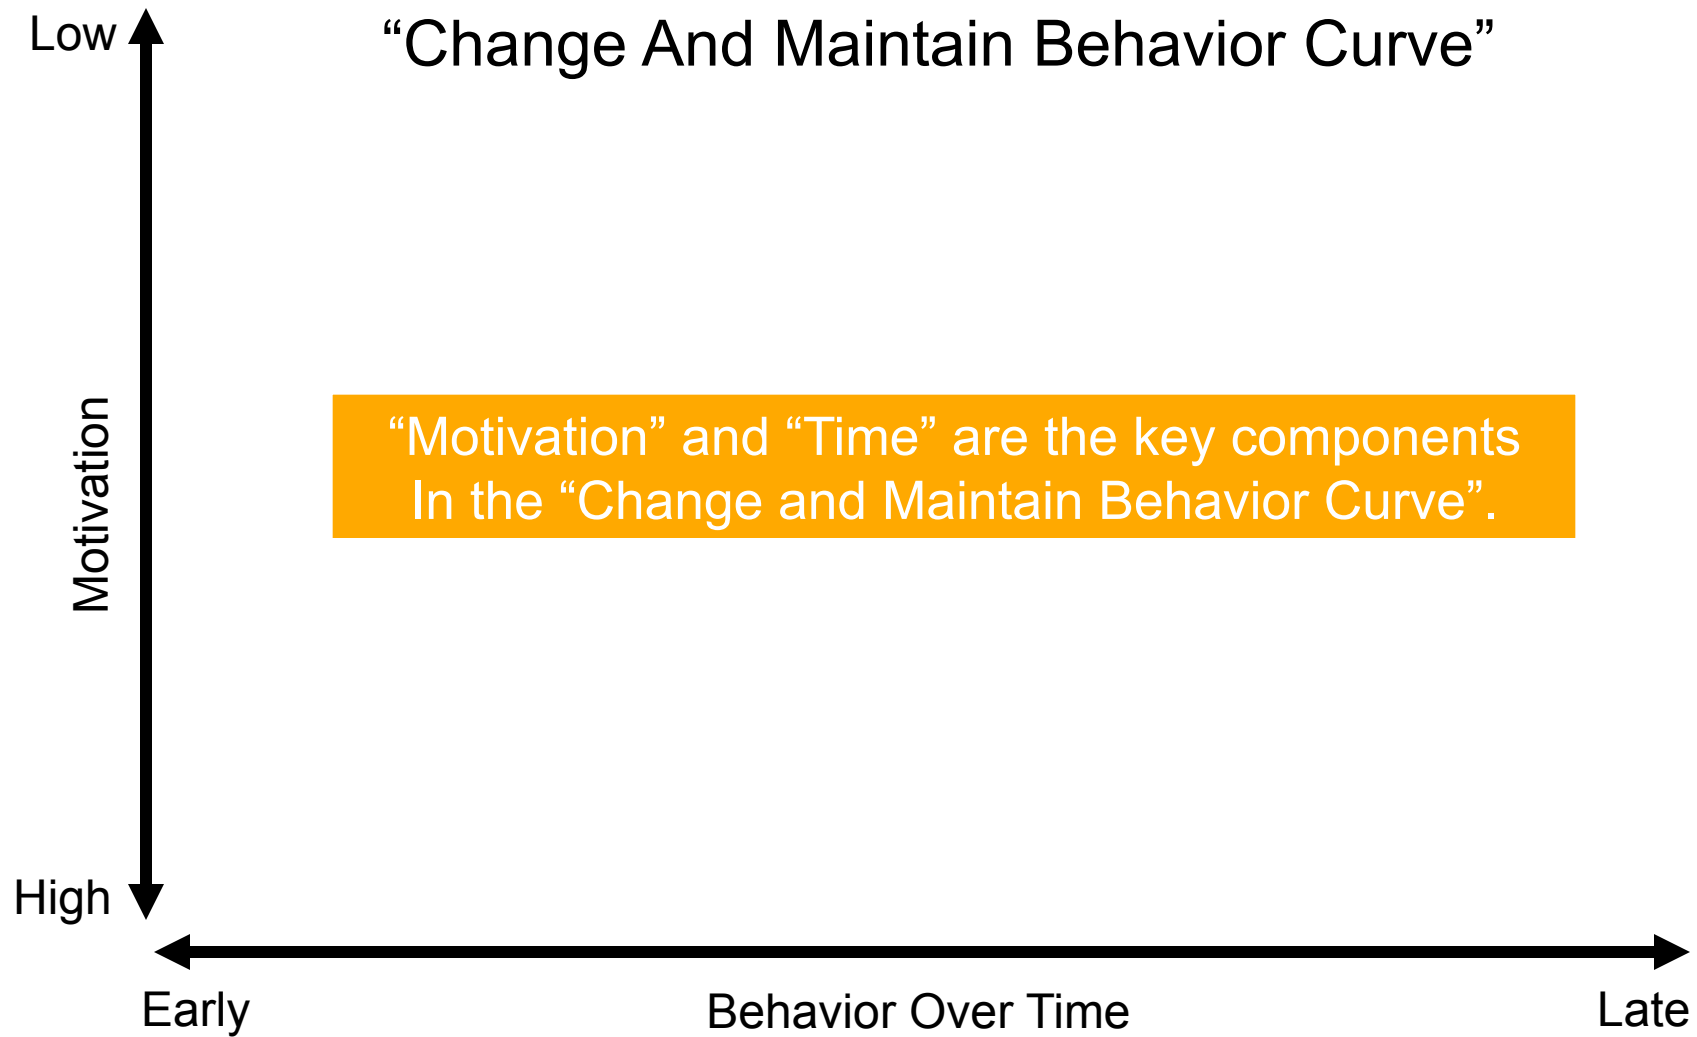 Low
“Change And Maintain Behavior Curve”
“Motivation” and “Time” are the key components
In the “Change and Maintain Behavior Curve”.
Motivation
High
Early
Behavior Over Time
Late